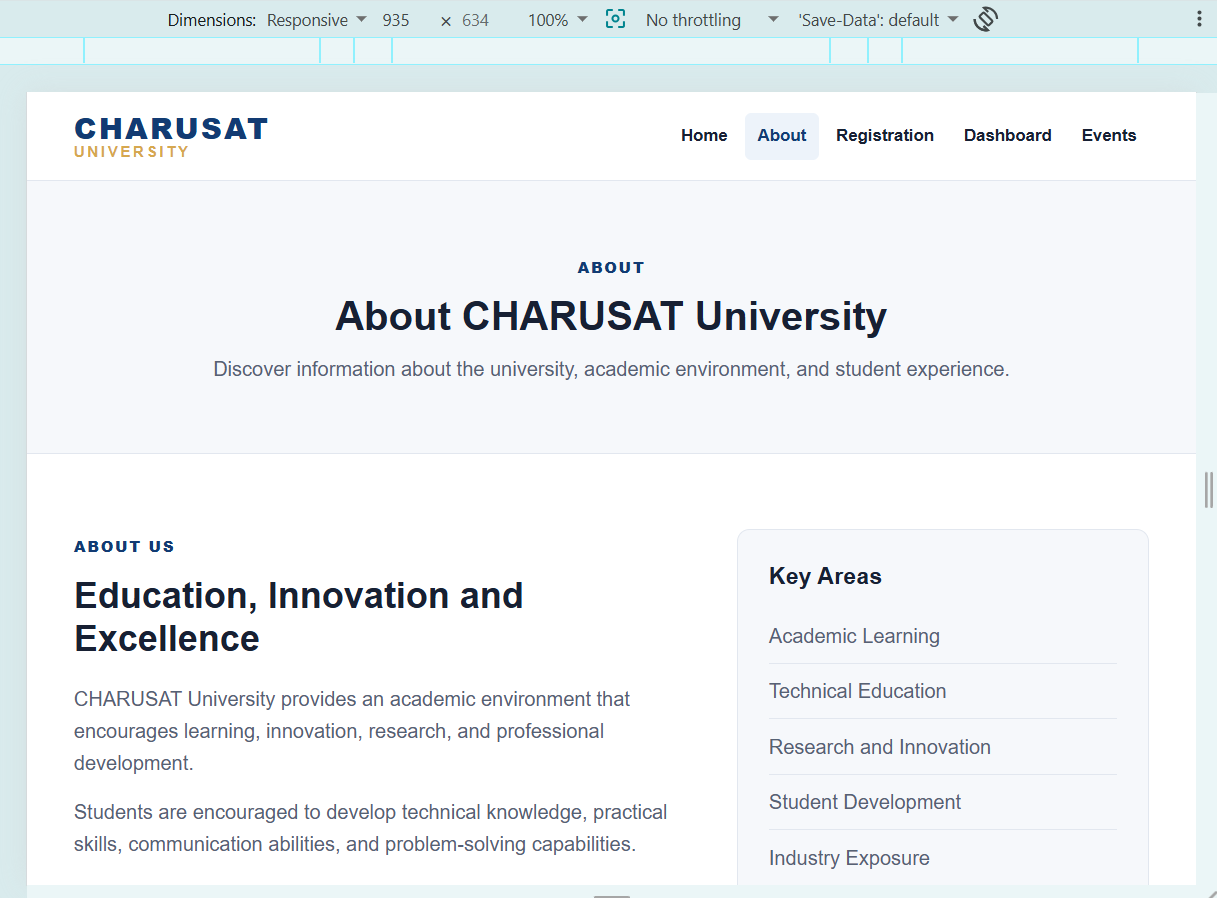 Dimensions: Responsive 935 × 634 100% No throttling 'Save-Data': default
CHARUSAT
UNIVERSITY
Home About Registration Dashboard Events
ABOUT
About CHARUSAT University
Discover information about the university, academic environment, and student experience.
ABOUT US
Education, Innovation and
Excellence
CHARUSAT University provides an academic environment that
encourages learning, innovation, research, and professional
development.
Students are encouraged to develop technical knowledge, practical
skills, communication abilities, and problem-solving capabilities.
Key Areas
Academic Learning
Technical Education
Research and Innovation
Student Development
Industry Exposure